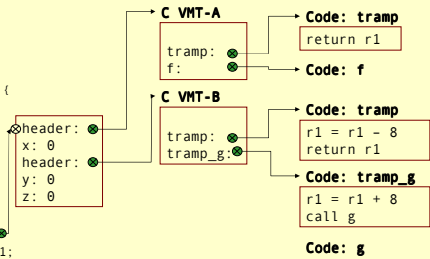 C VMT-A
tramp:
f:
Code: tramp
return r1
Code: f
{
header:
x: 0
header:
y: 0
z: 0
C VMT-B
tramp:
tramp_g:
Code: tramp
r1 = r1 - 8
return r1
Code: tramp_g
r1 = r1 + 8
call g
1;
Code: g